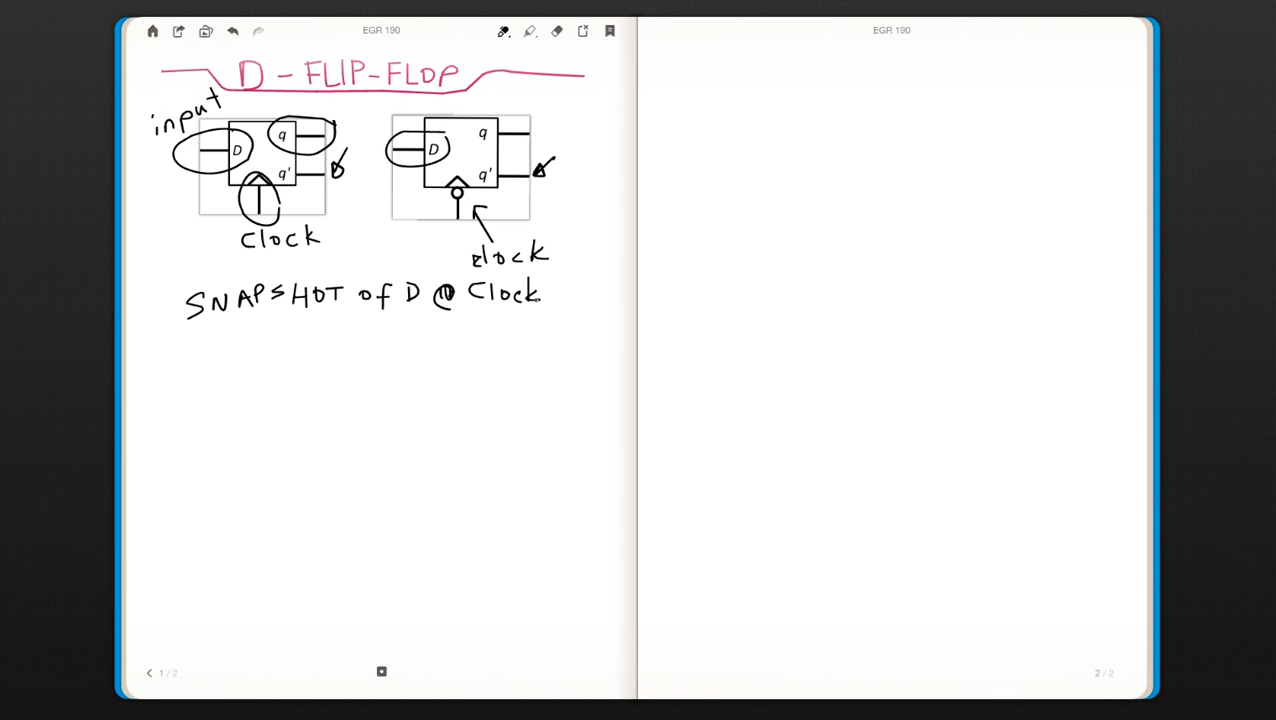 EGR 190
EGR 190
D - FLIP-FLOP
input
D
q
q'
D
q
q'
Clock
clock
SNAPSHOT of D @ Clock
1 / 2
2 / 2